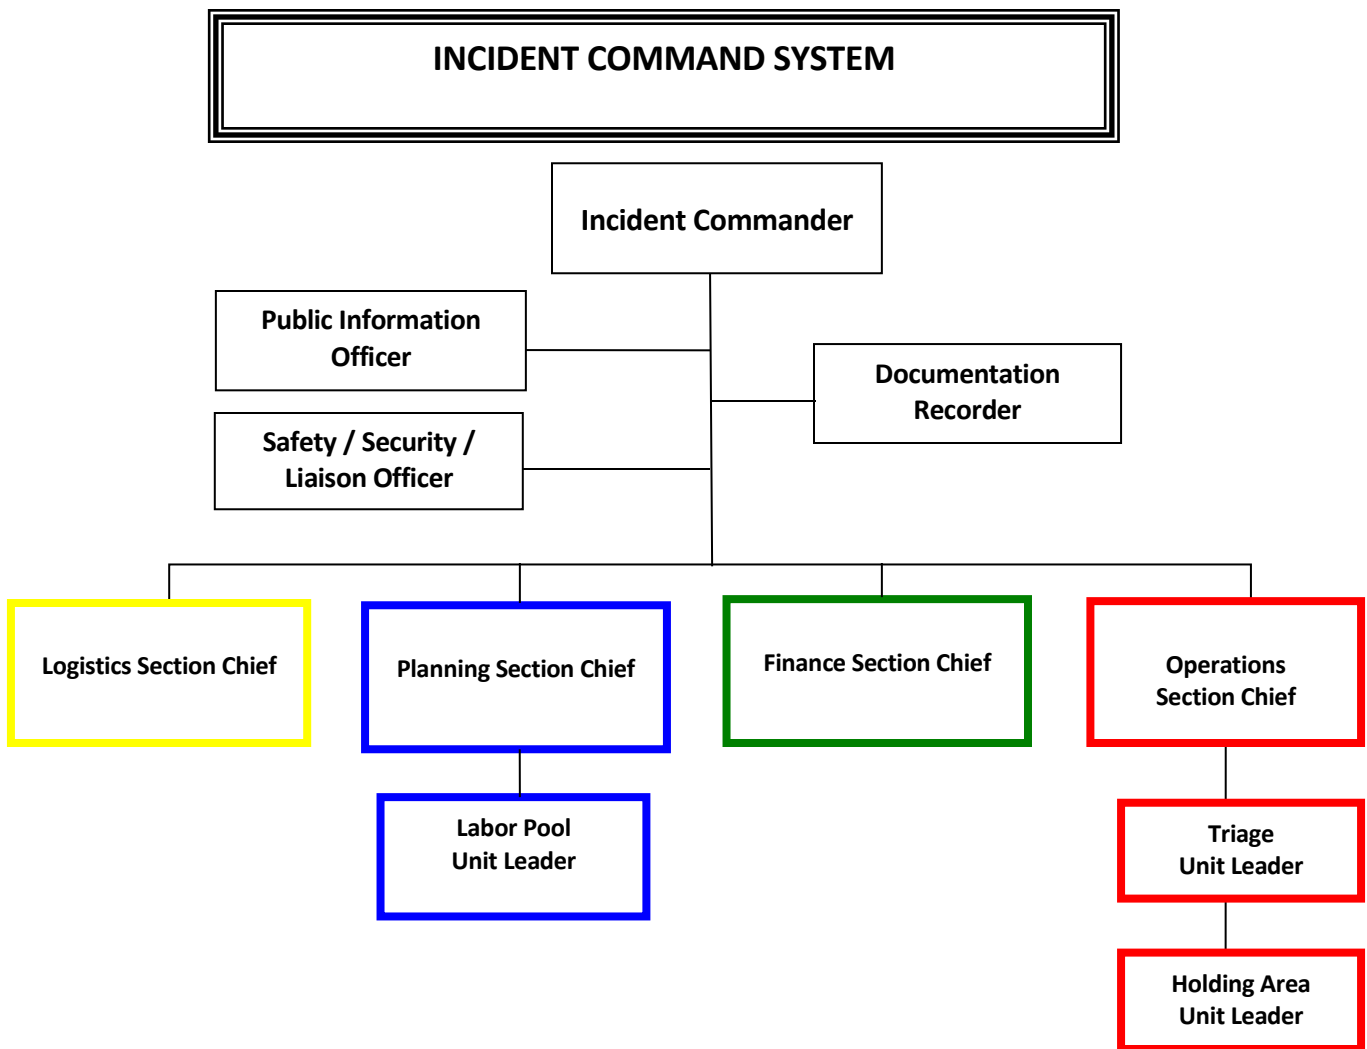 INCIDENT COMMAND SYSTEM
Incident Commander
Public Information
Officer
Documentation
Recorder
Safety / Security /
Liaison Officer
Logistics Section Chief
Planning Section Chief
Finance Section Chief
Operations
Section Chief
Labor Pool
Unit Leader
Triage
Unit Leader
Holding Area
Unit Leader